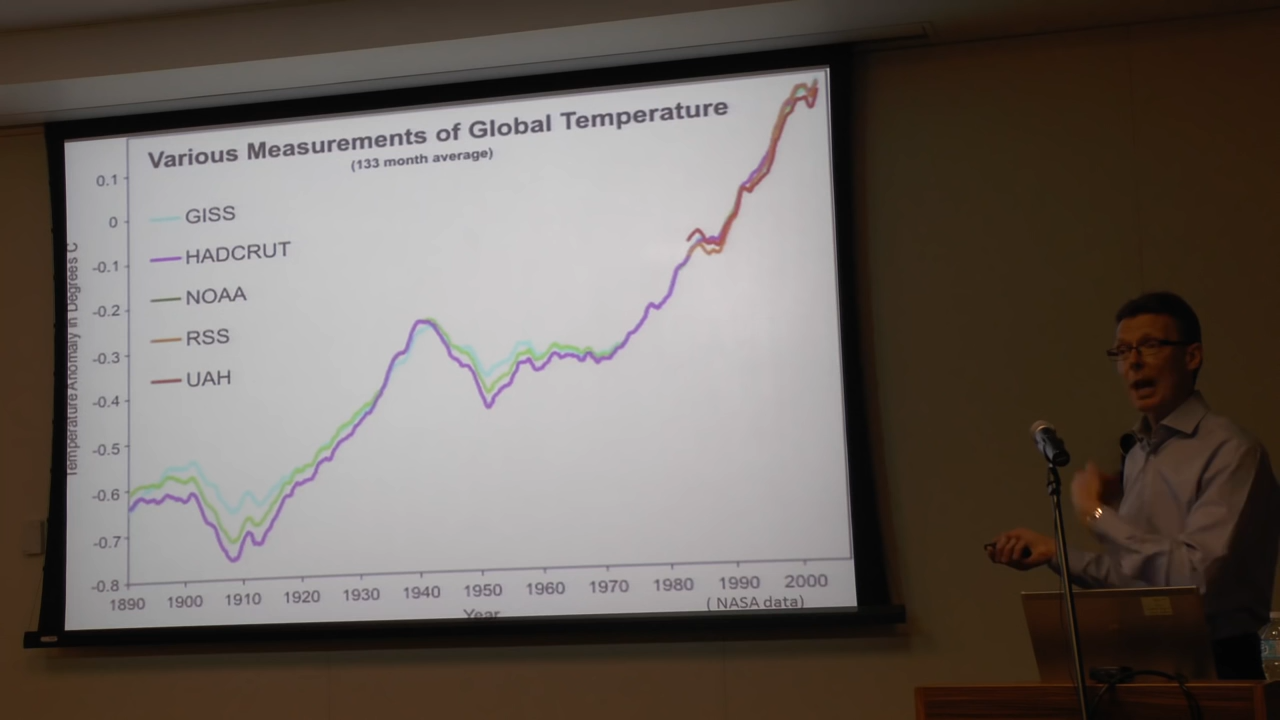 Various Measurements of Global Temperature
(133 month average)
GISS
HADCRUT
NOAA
RSS
UAH
Temperature Anomaly in Degrees C
0.1
0
-0.1
-0.2
-0.3
-0.4
-0.5
-0.6
-0.7
-0.8
1890 1900 1910 1920 1930 1940 1950 1960 1970 1980 1990 2000
Year
( NASA data)